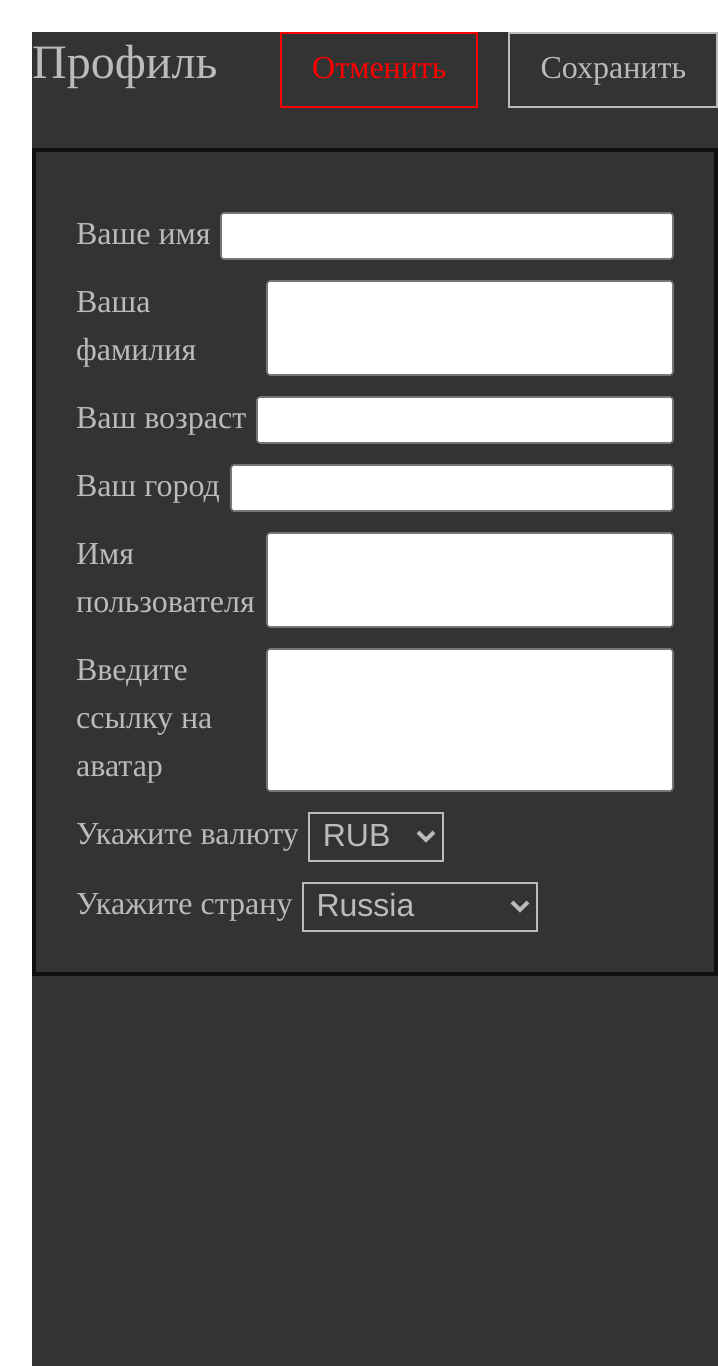 Профиль Отменить Сохранить
Ваше имя
Ваша
фамилия
Ваш возраст
Ваш город
Имя
пользователя
Введите
ссылку на
аватар
Укажите валюту RUB
Укажите страну Russia